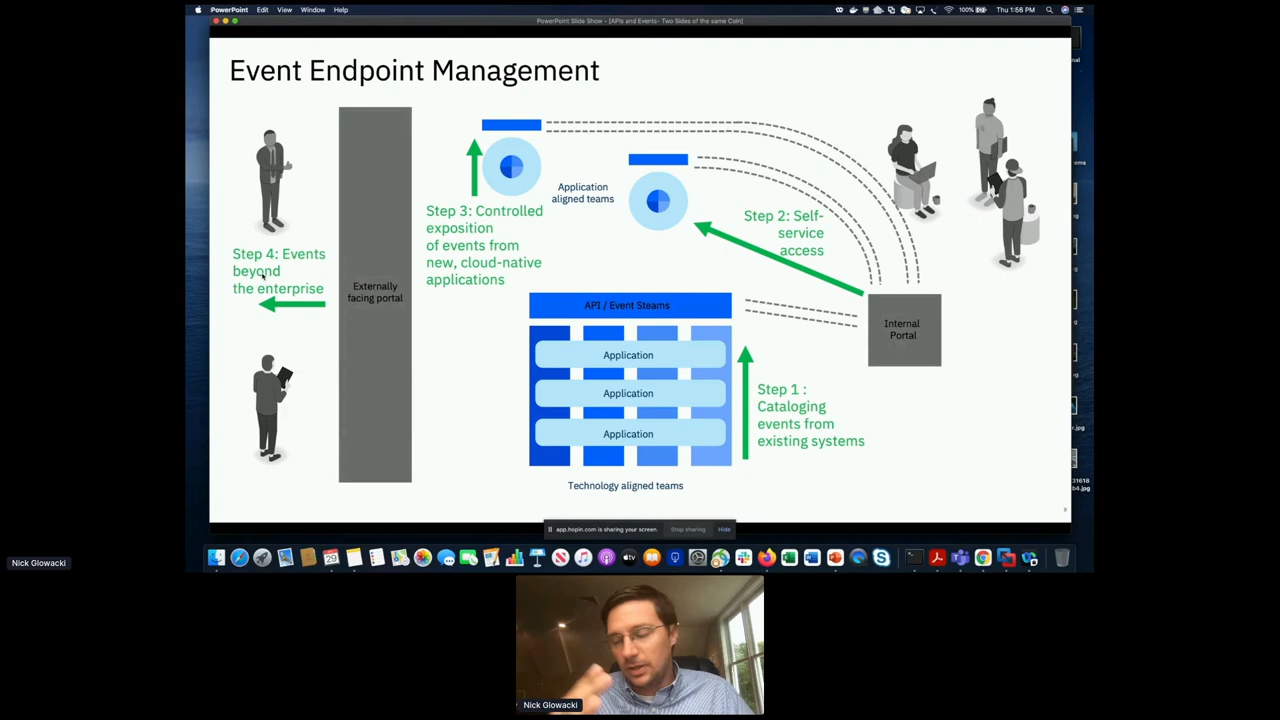 PowerPoint Edit View Window Help
100% Thu 1:56 PM
PowerPoint Slide Show - [APIs and Events- Two Sides of the same Coin]
Event Endpoint Management
Application
aligned teams
Step 3: Controlled
exposition
of events from
new, cloud-native
applications
Step 2: Self-
service
access
Step 4: Events
beyond
the enterprise
Externally
facing portal
API / Event Steams
Internal
Portal
Application
Application
Application
Step 1 :
Cataloging
events from
existing systems
Technology aligned teams
app.hopin.com is sharing your screen. Stop sharing Hide
Nick Glowacki
Nick Glowacki